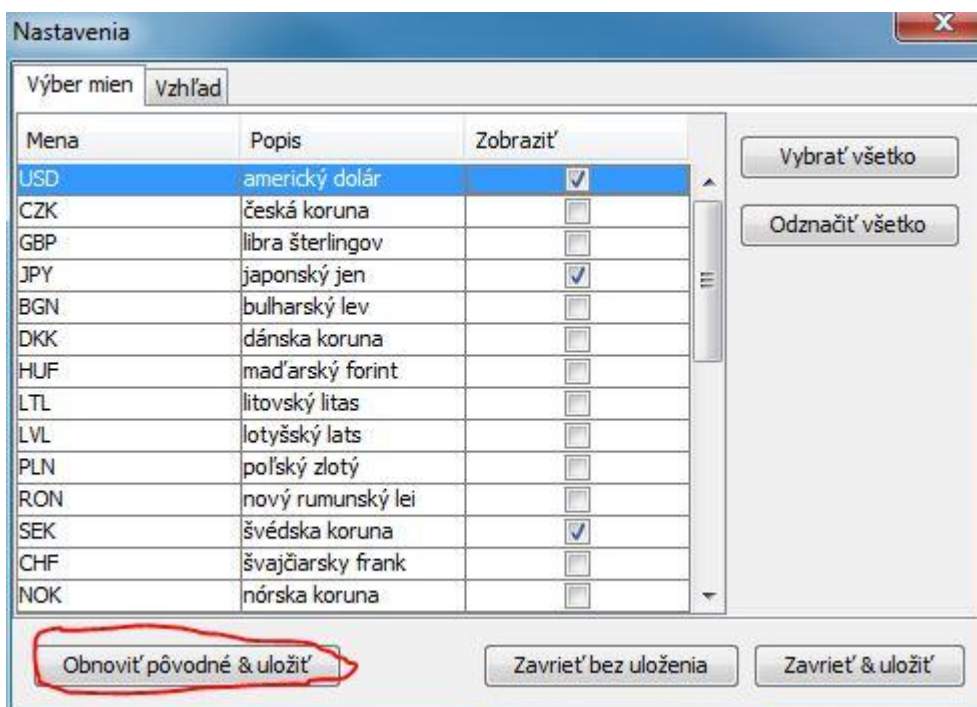 Nastavenia
Výber mien Vzhľad
Mena Popis Zobraziť
USD americký dolár
CZK česká koruna
GBP libra šterlingov
JPY japonský jen
BGN bulharský lev
DKK dánska koruna
HUF maďarský forint
LTL litovský litas
LVL lotyšský lats
PLN poľský zlotý
RON nový rumunský lei
SEK švédska koruna
CHF švajčiarsky frank
NOK nórska koruna
Vybrať všetko
Odznačiť všetko
Obnoviť pôvodné & uložiť Zavrieť bez uloženia Zavrieť & uložiť